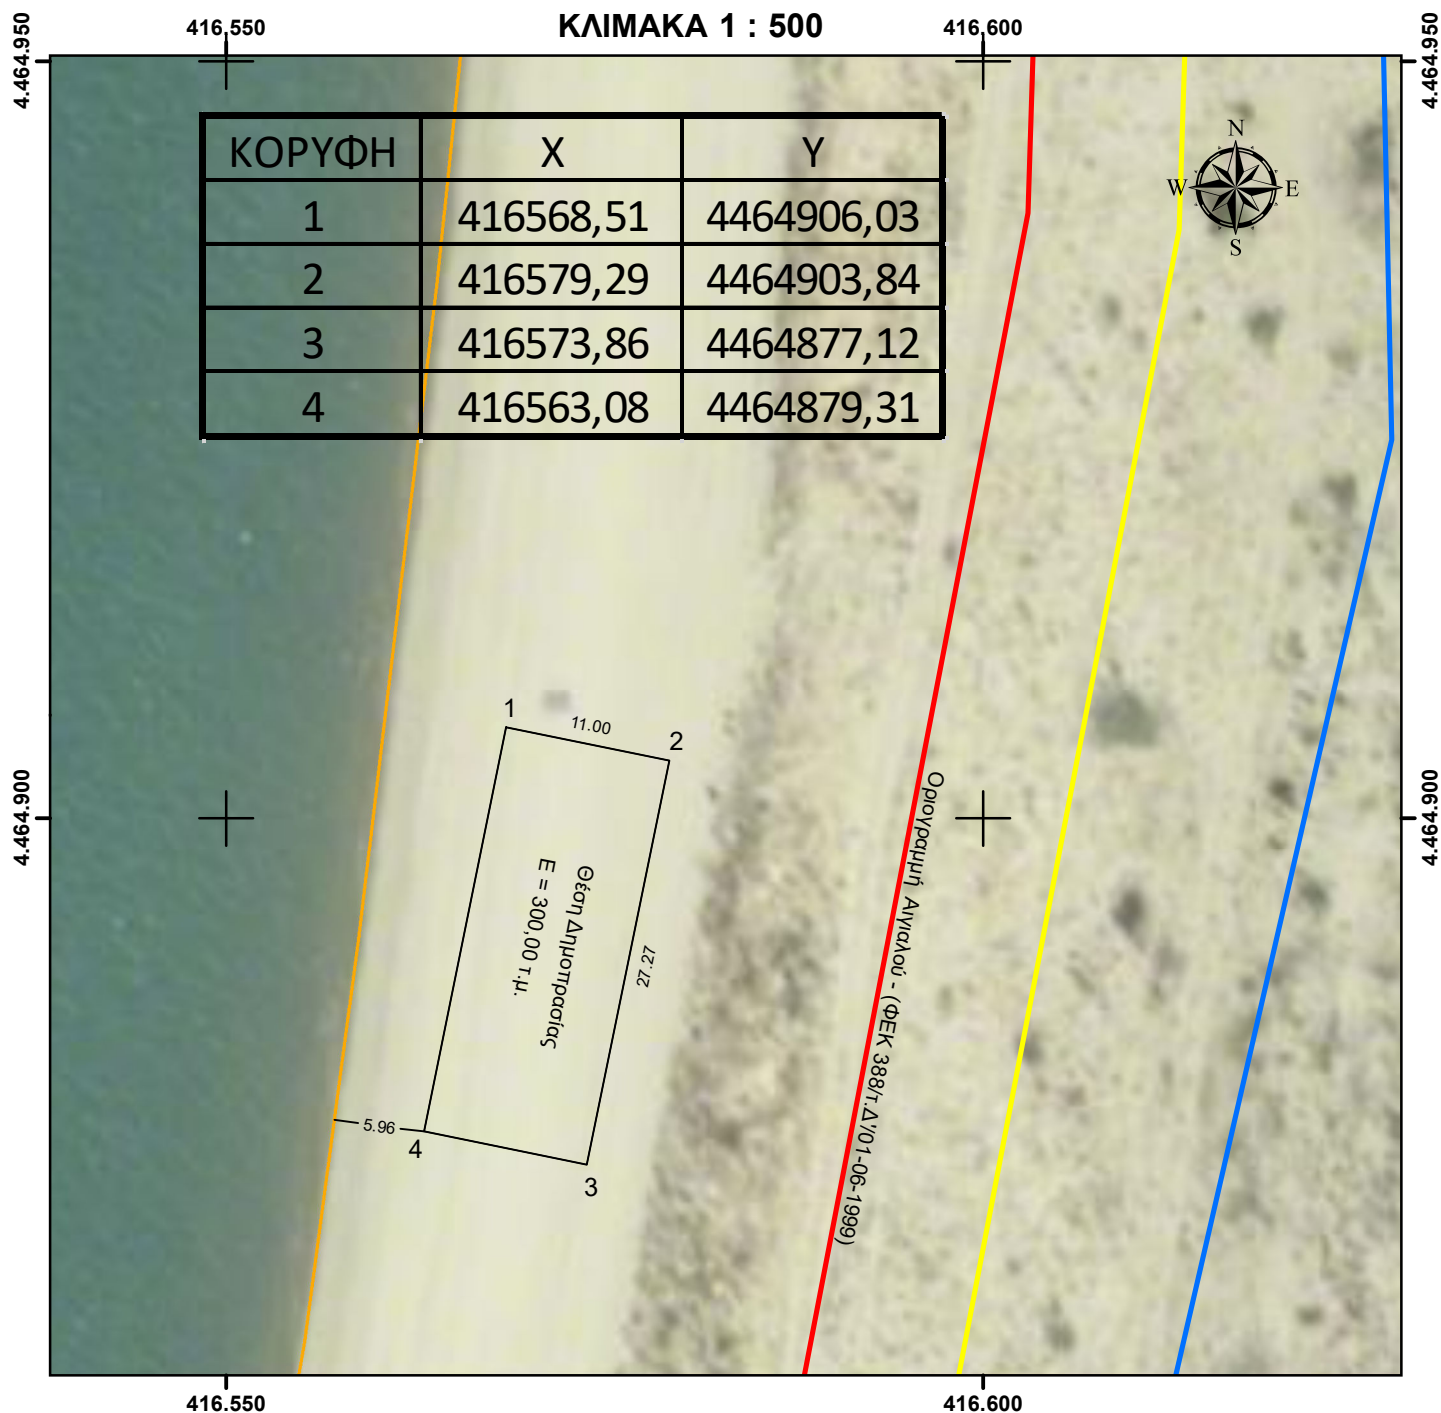 416.550 ΚΛΙΜΑΚΑ 1 : 500 416.600
4.464.950 4.464.950
ΚΟΡΥΦΗ X Y
1 416568,51 4464906,03
2 416579,29 4464903,84
3 416573,86 4464877,12
4 416563,08 4464879,31
N
W E
S
1
11.00
2
4.464.900 4.464.900
Θέση Δημοπρασίας
Ε = 300,00 τ.μ.
27.27
Οριογραμμή Αιγιαλού - (ΦΕΚ 388/τ.Δ'/01-06-1999)
5.96
4
3
416.550 416.600